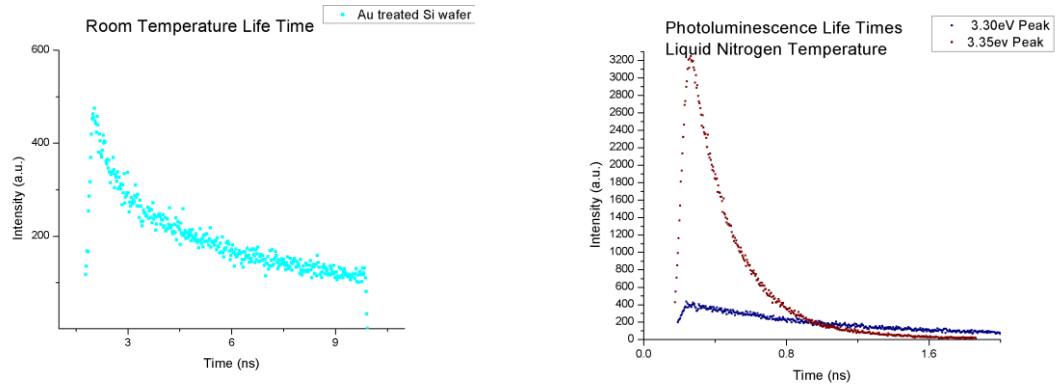 Room Temperature Life Time
Au treated Si wafer
600
400
200
Intensity (a.u.)
3
6
9
Time (ns)
Photoluminescence Life Times
Liquid Nitrogen Temperature
3.30eV Peak
3.35ev Peak
3200
3000
2800
2600
2400
2200
2000
1800
1600
1400
1200
1000
800
600
400
200
0
Intensity (a.u.)
0.0
0.8
1.6
Time (ns)